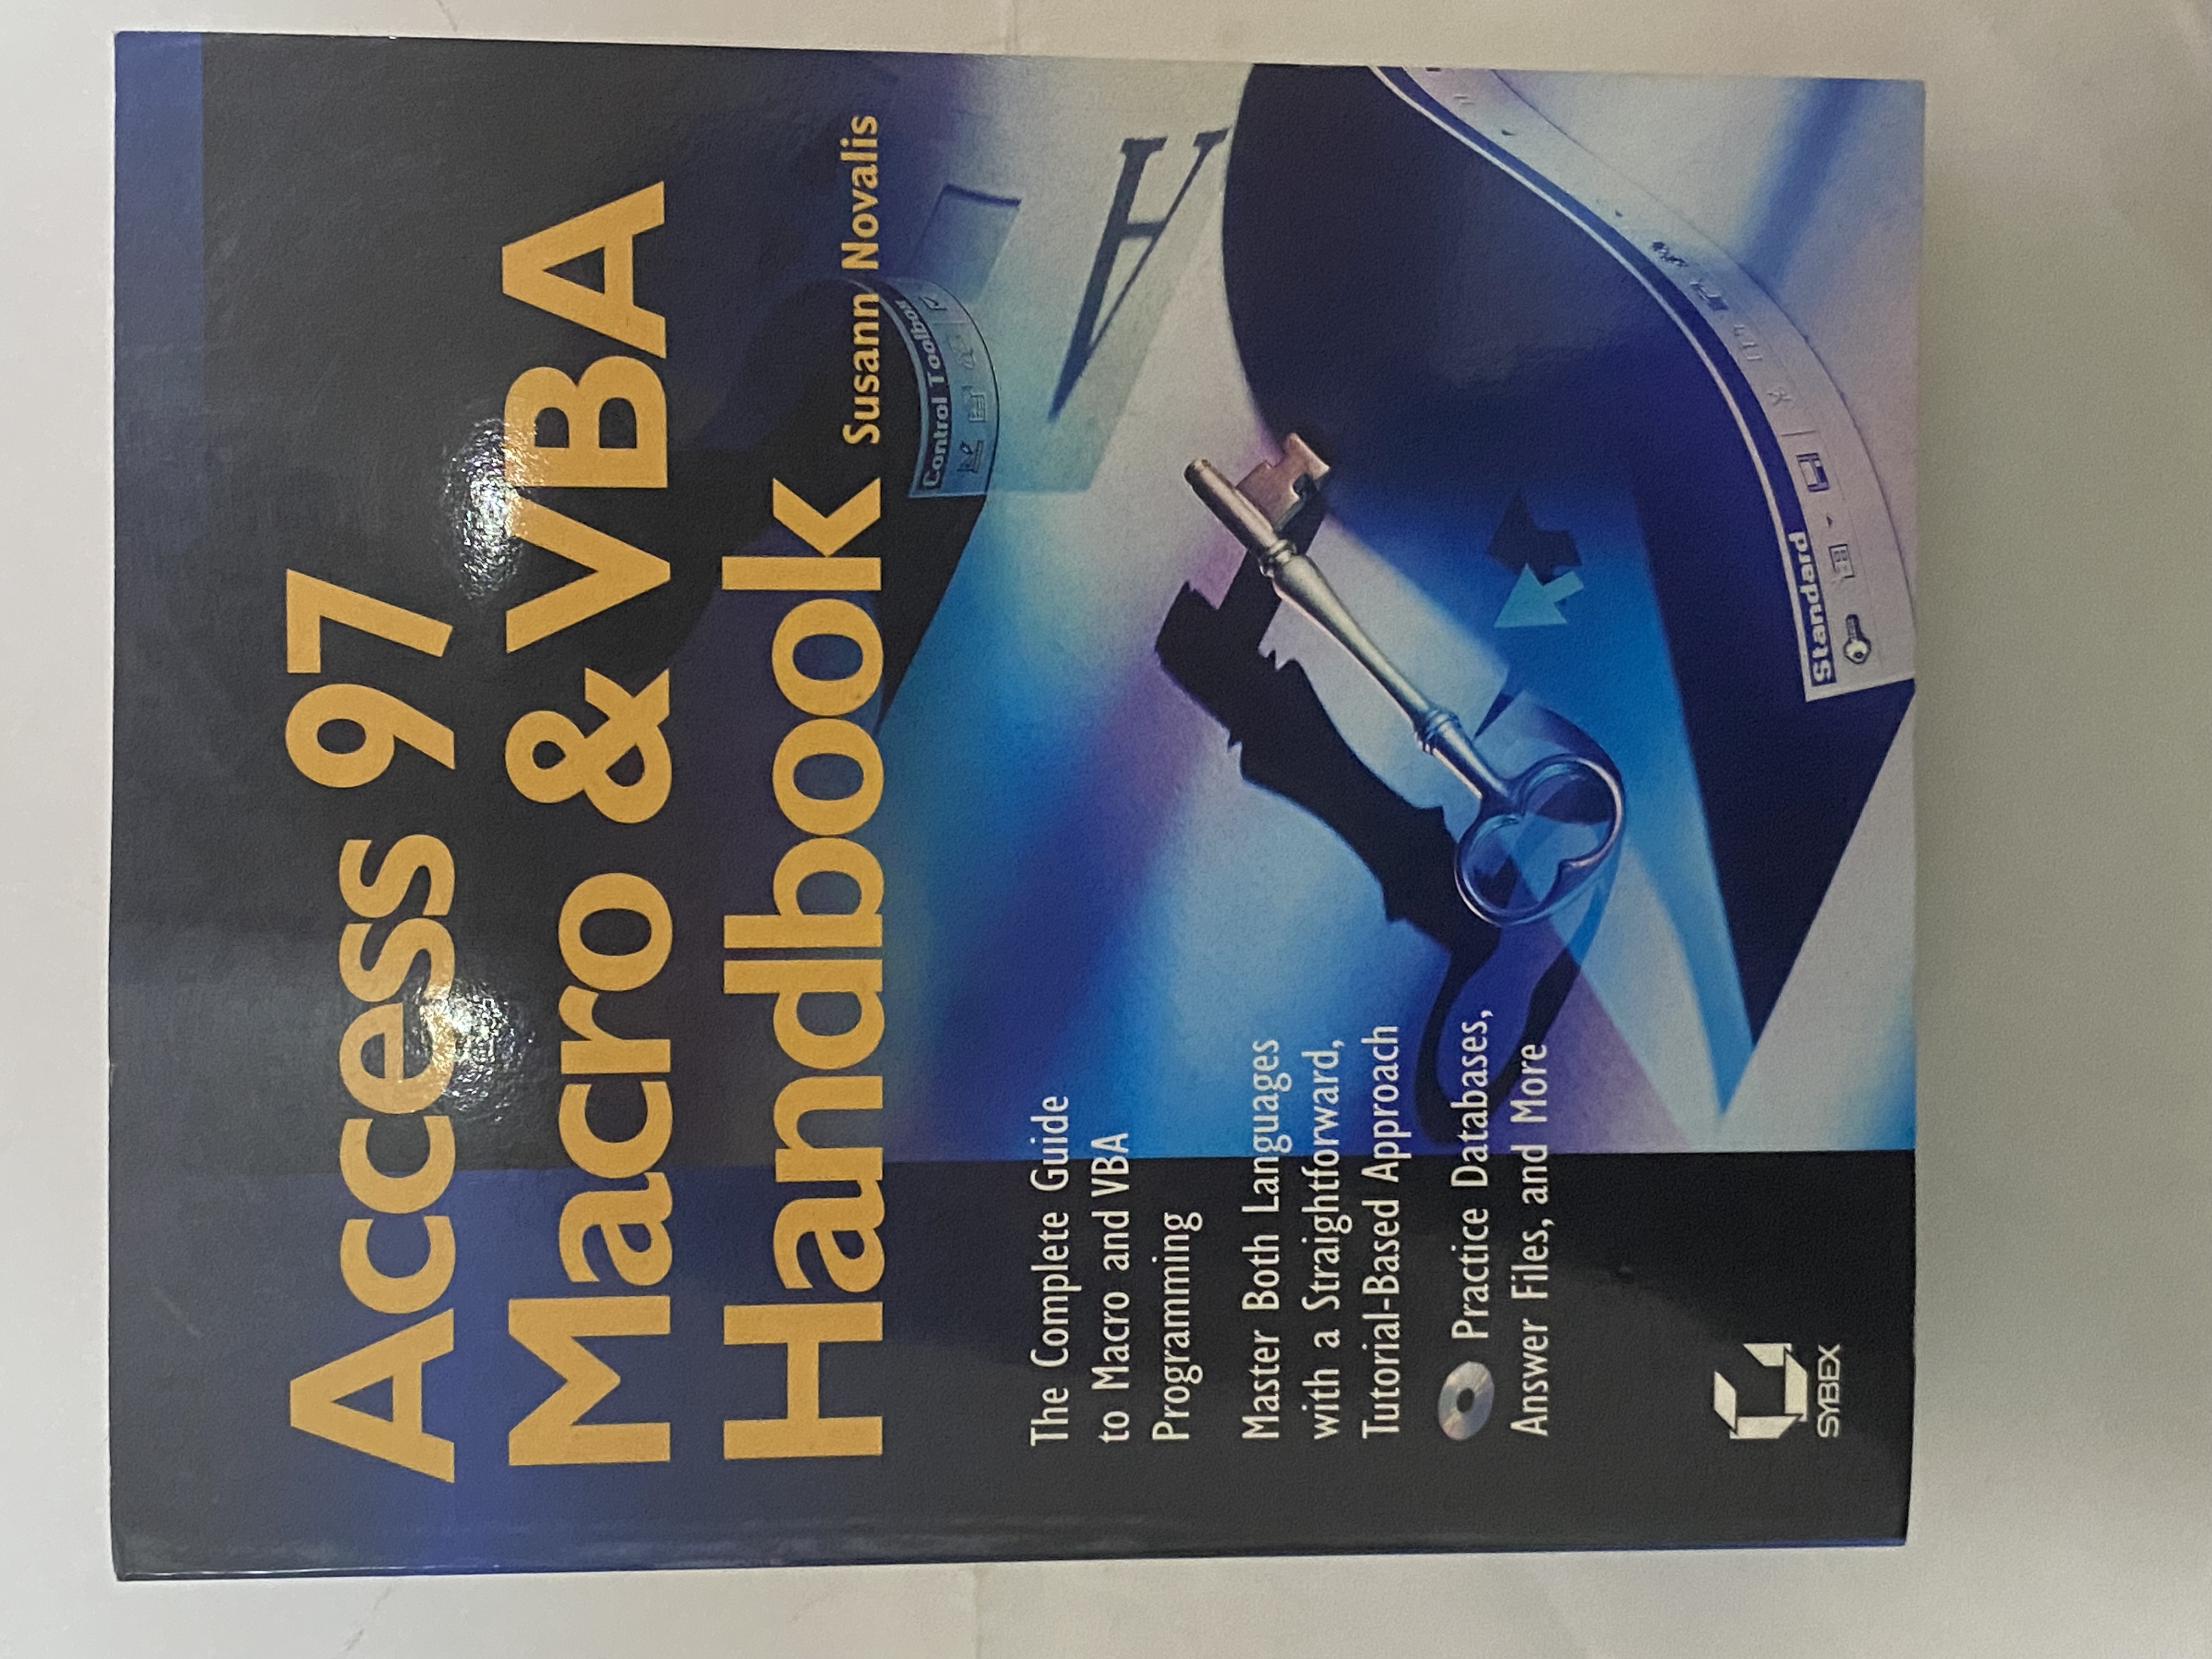 Access 97
Macro & VBA
Handbook
Susann Novalis
Control Toolbox
The Complete Guide
to Macro and VBA
Programming
Master Both Languages
with a Straightforward,
Tutorial-Based Approach
Practice Databases,
Answer Files, and More
A
Standard
SYBEX